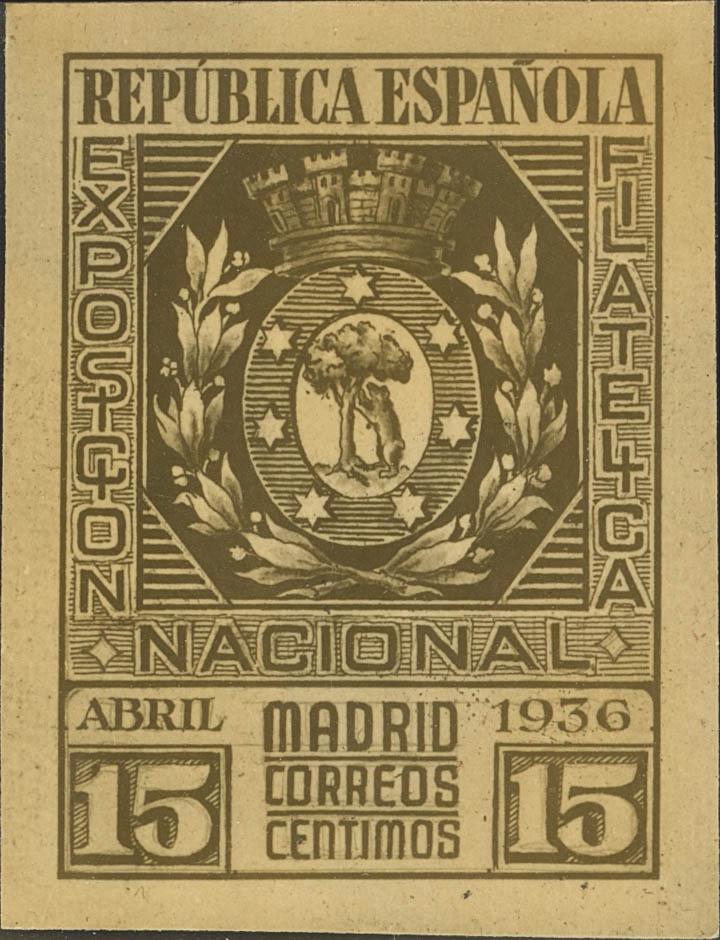 REPÚBLICA ESPAÑOLA
EXPOSICION
FILATELICA
NACIONAL
ABRIL
MADRID
1936
15
CORREOS
15
CENTIMOS